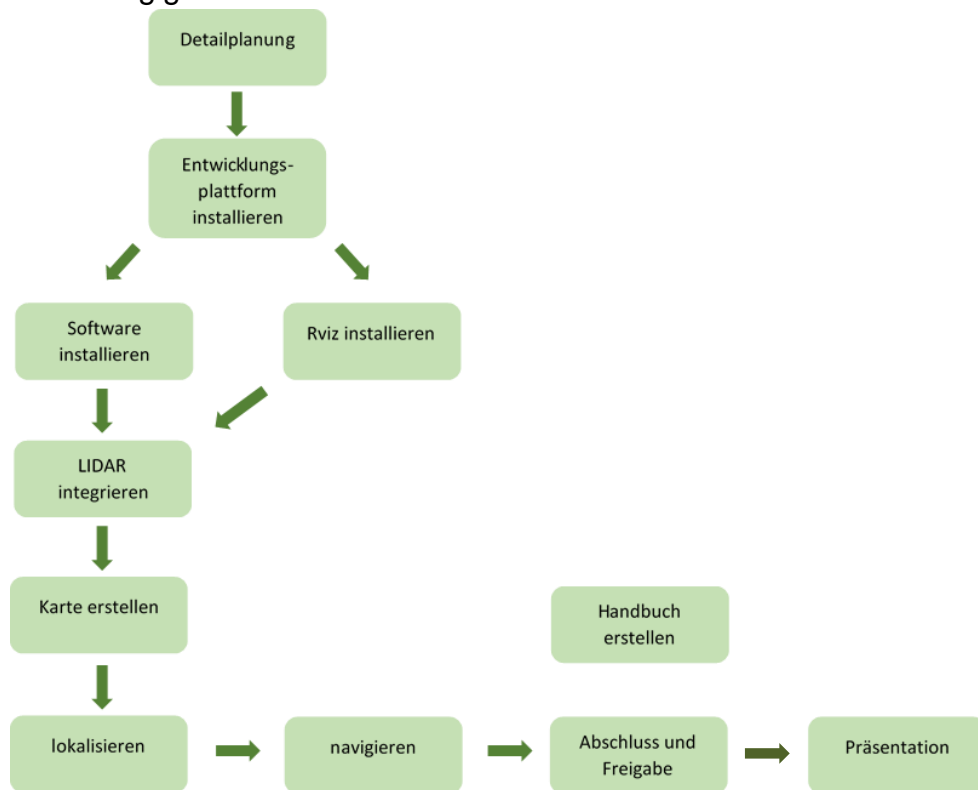 Detailplanung
Entwicklungs-
plattform
installieren
Software
installieren
Rviz installieren
LIDAR
integrieren
Karte erstellen
Handbuch
erstellen
lokalisieren
navigieren
Abschluss und
Freigabe
Präsentation